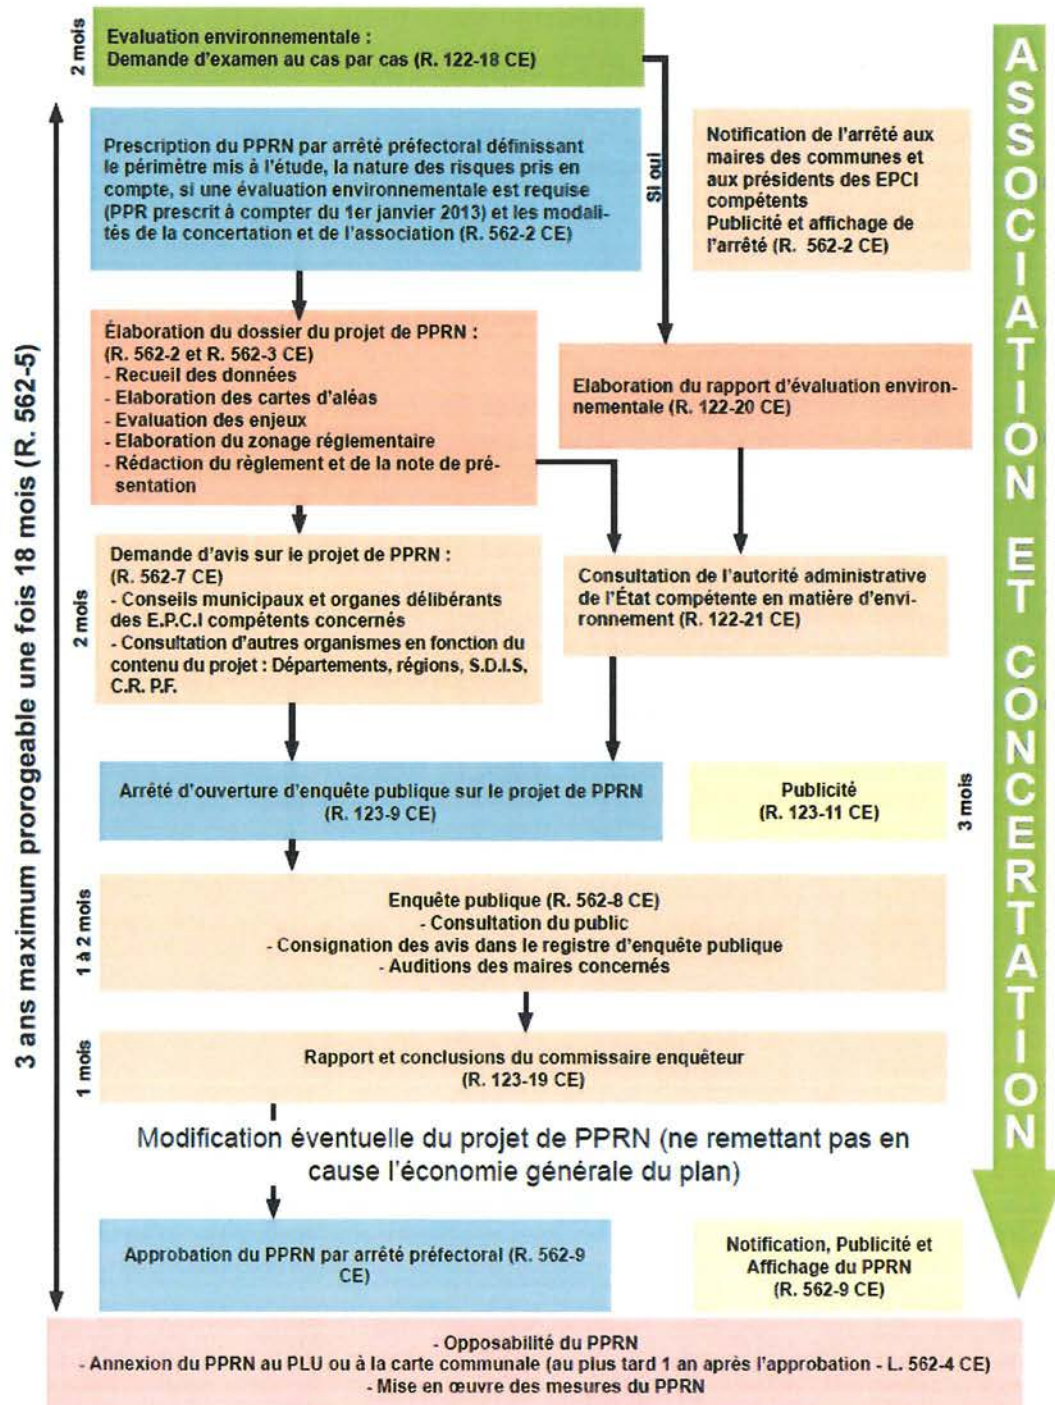 2 mois
Evaluation environnementale :
Demande d'examen au cas par cas (R. 122-18 CE)
Si oui
Prescription du PPRN par arrêté préfectoral définissant
le périmètre mis à l'étude, la nature des risques pris en
compte, si une évaluation environnementale est requise
(PPR prescrit à compter du 1er janvier 2013) et les modali-
tés de la concertation et de l'association (R. 562-2 CE)
Notification de l'arrêté aux
maires des communes et
aux présidents des EPCI
compétents
Publicité et affichage de
l'arrêté (R. 562-2 CE)
Élaboration du dossier du projet de PPRN :
(R. 562-2 et R. 562-3 CE)
- Recueil des données
- Elaboration des cartes d'aléas
- Evaluation des enjeux
- Elaboration du zonage réglementaire
- Rédaction du règlement et de la note de pré-
sentation
Elaboration du rapport d'évaluation environ-
nementale (R. 122-20 CE)
2 mois
Demande d'avis sur le projet de PPRN :
(R. 562-7 CE)
- Conseils municipaux et organes délibérants
des E.P.C.I compétents concernés
- Consultation d'autres organismes en fonction du
contenu du projet : Départements, régions, S.D.I.S,
C.R. P.F.
Consultation de l'autorité administrative
de l'État compétente en matière d'envi-
ronnement (R. 122-21 CE)
Arrêté d'ouverture d'enquête publique sur le projet de PPRN
(R. 123-9 CE)
Publicité
(R. 123-11 CE)
3 mois
1 à 2 mois
Enquête publique (R. 562-8 CE)
- Consultation du public
- Consignation des avis dans le registre d'enquête publique
- Auditions des maires concernés
1 mois
Rapport et conclusions du commissaire enquêteur
(R. 123-19 CE)
Modification éventuelle du projet de PPRN (ne remettant pas en
cause l'économie générale du plan)
Approbation du PPRN par arrêté préfectoral (R. 562-9
CE)
Notification, Publicité et
Affichage du PPRN
(R. 562-9 CE)
- Opposabilité du PPRN
- Annexion du PPRN au PLU ou à la carte communale (au plus tard 1 an après l'approbation - L. 562-4 CE)
- Mise en œuvre des mesures du PPRN
3 ans maximum prorogeable une fois 18 mois (R. 562-5)
ASSOCIATION ET CONCERTATION